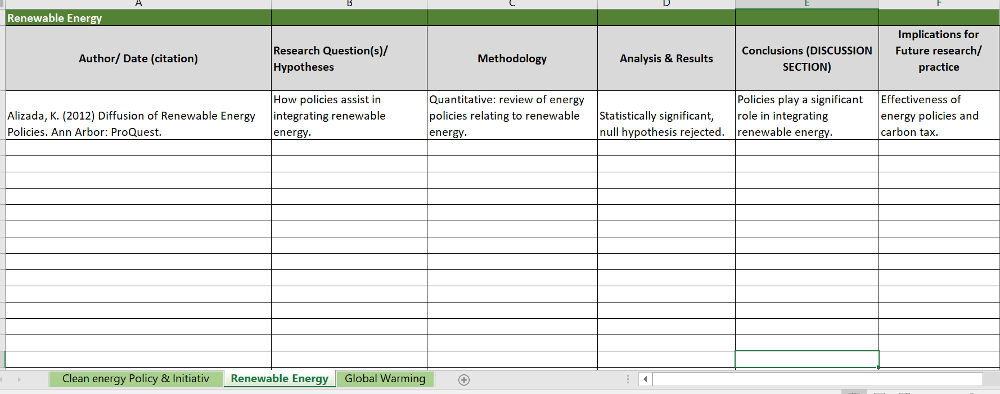 A B C D E F
Renewable Energy
Author/ Date (citation)
Research Question(s)/
Hypotheses
Methodology
Analysis & Results
Conclusions (DISCUSSION
SECTION)
Implications for
Future research/
practice
Alizada, K. (2012) Diffusion of Renewable Energy
Policies. Ann Arbor: ProQuest.
How policies assist in
integrating renewable
energy.
Quantitative: review of energy
policies relating to renewable
energy.
Statistically significant,
null hypothesis rejected.
Policies play a significant
role in integrating
renewable energy.
Effectiveness of
energy policies and
carbon tax.
Clean energy Policy & Initiativ
Renewable Energy
Global Warming